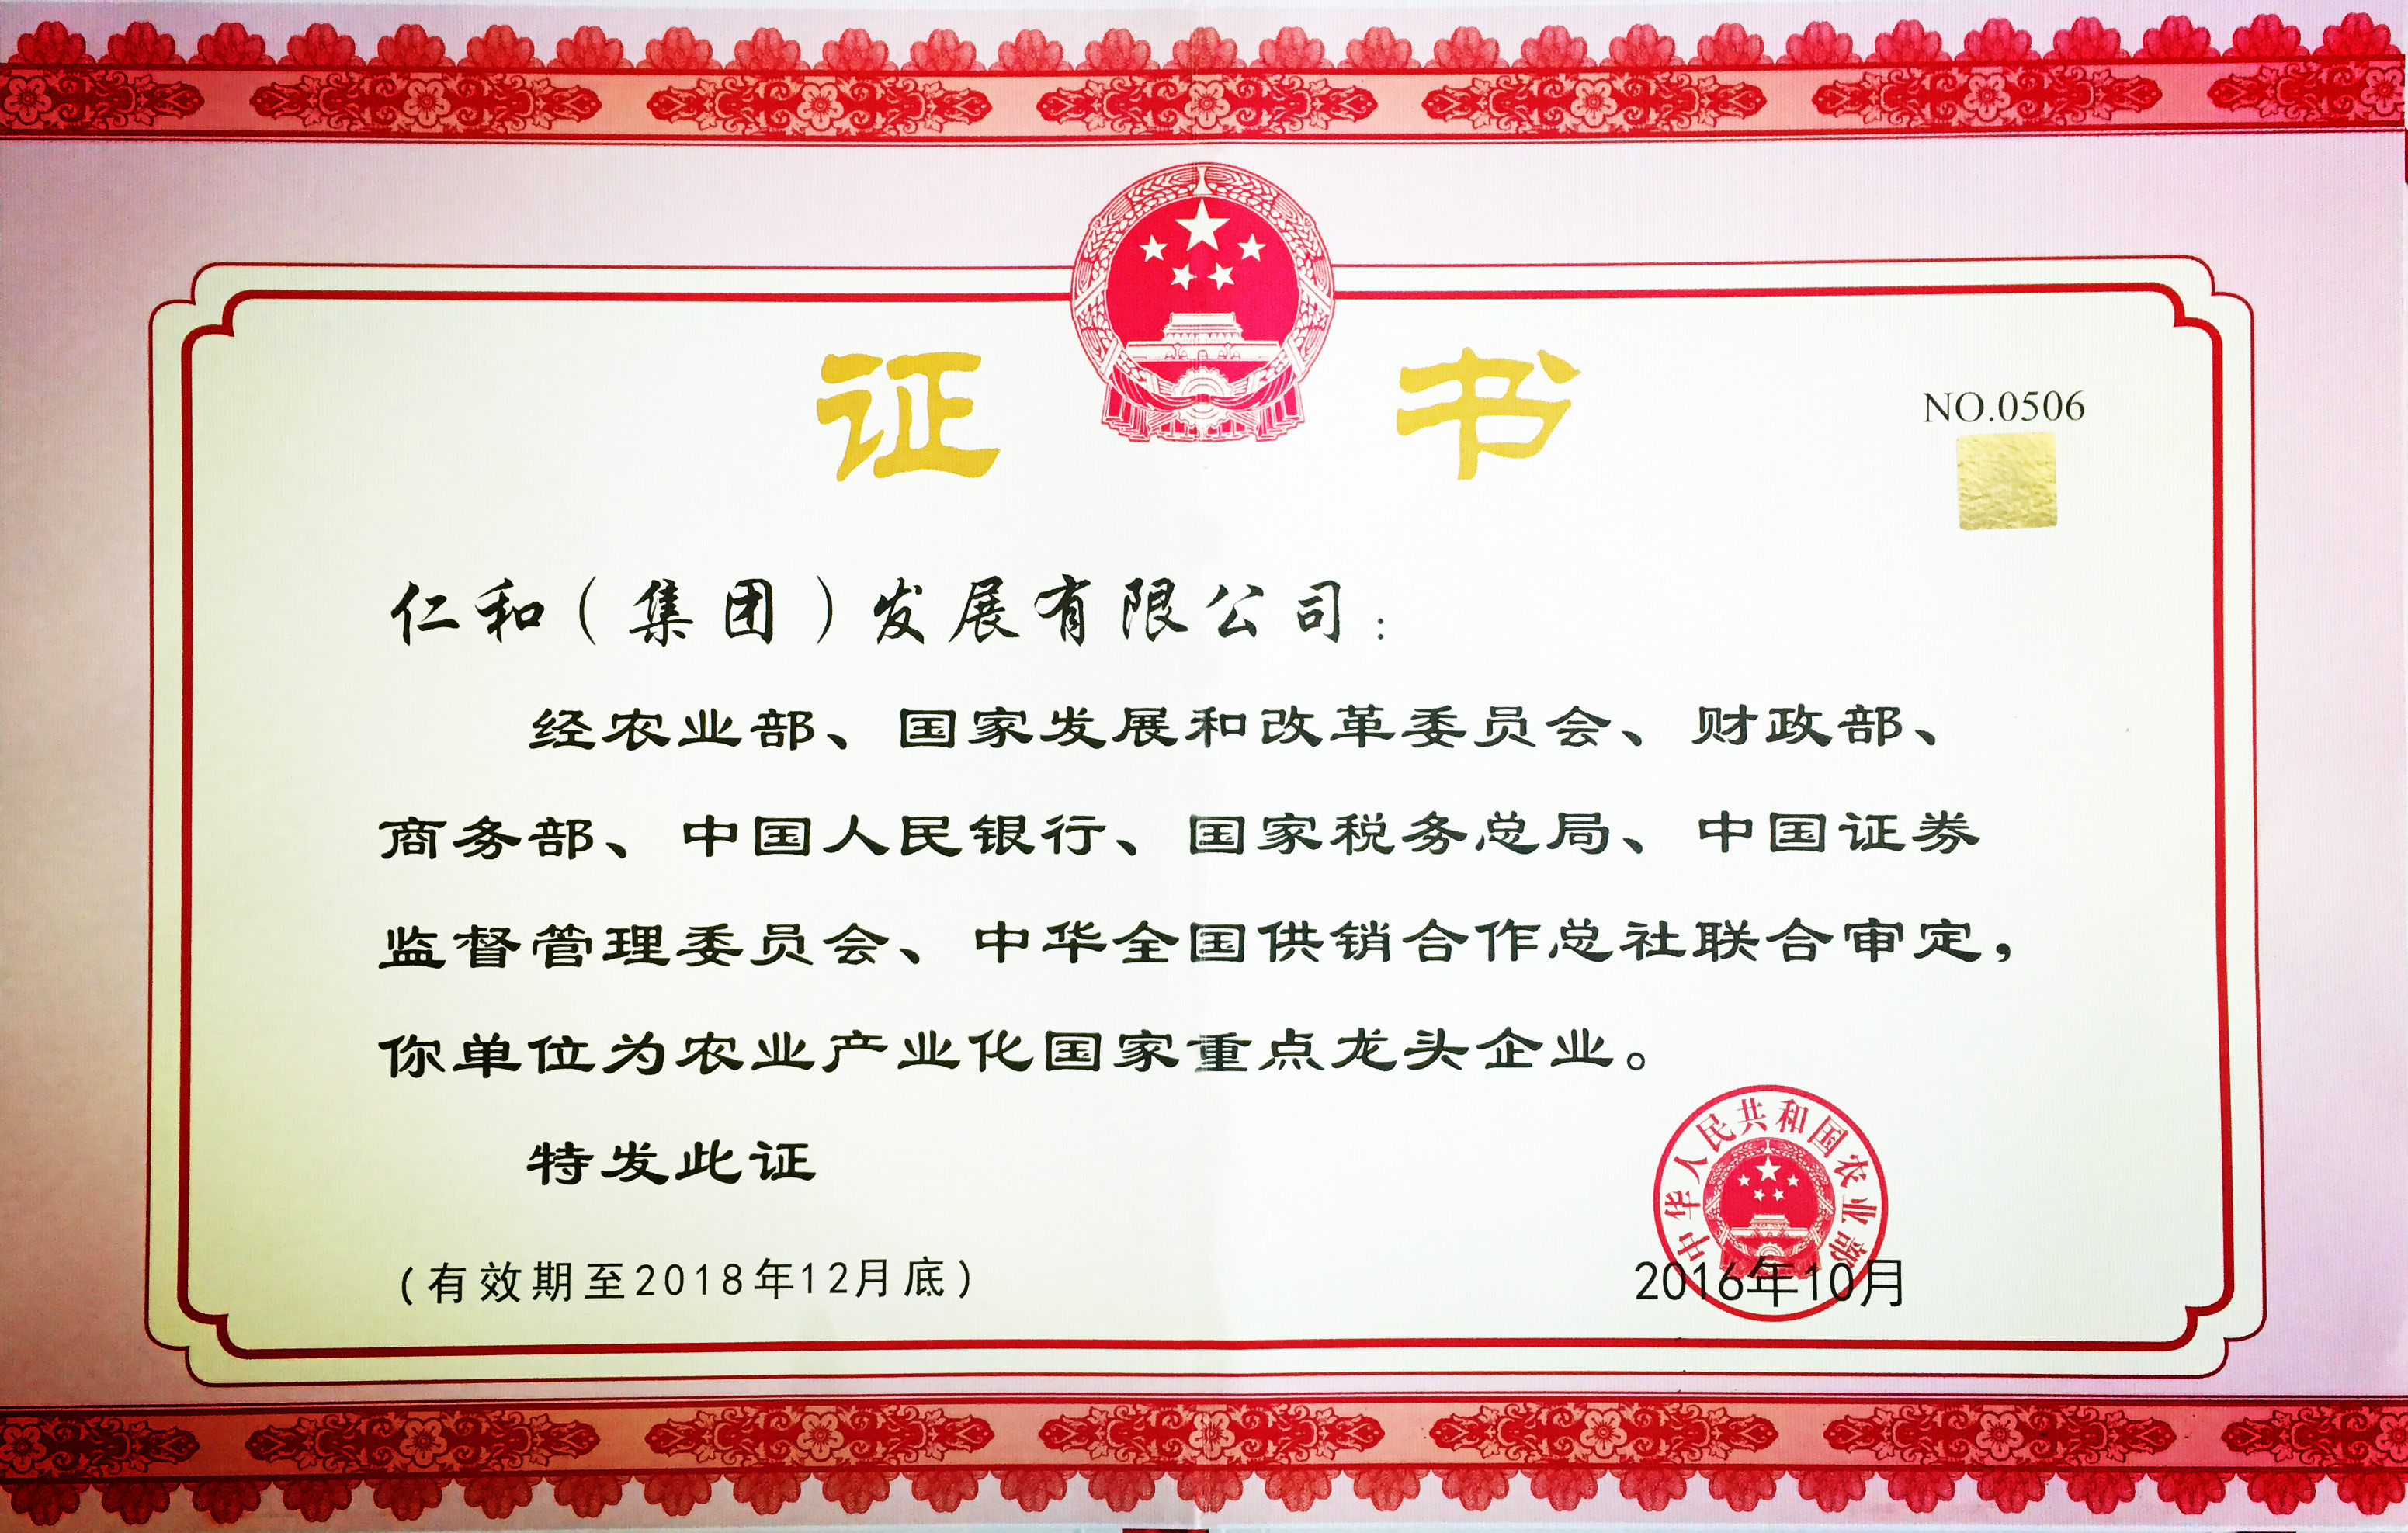 证书
NO.0506
仁和（集团）发展有限公司：
经农业部、国家发展和改革委员会、财政部、
商务部、中国人民银行、国家税务总局、中国证券
监督管理委员会、中华全国供销合作总社联合审定，
你单位为农业产业化国家重点龙头企业。
特发此证
中华人民共和国农业部
（有效期至2018年12月底）
2016年10月